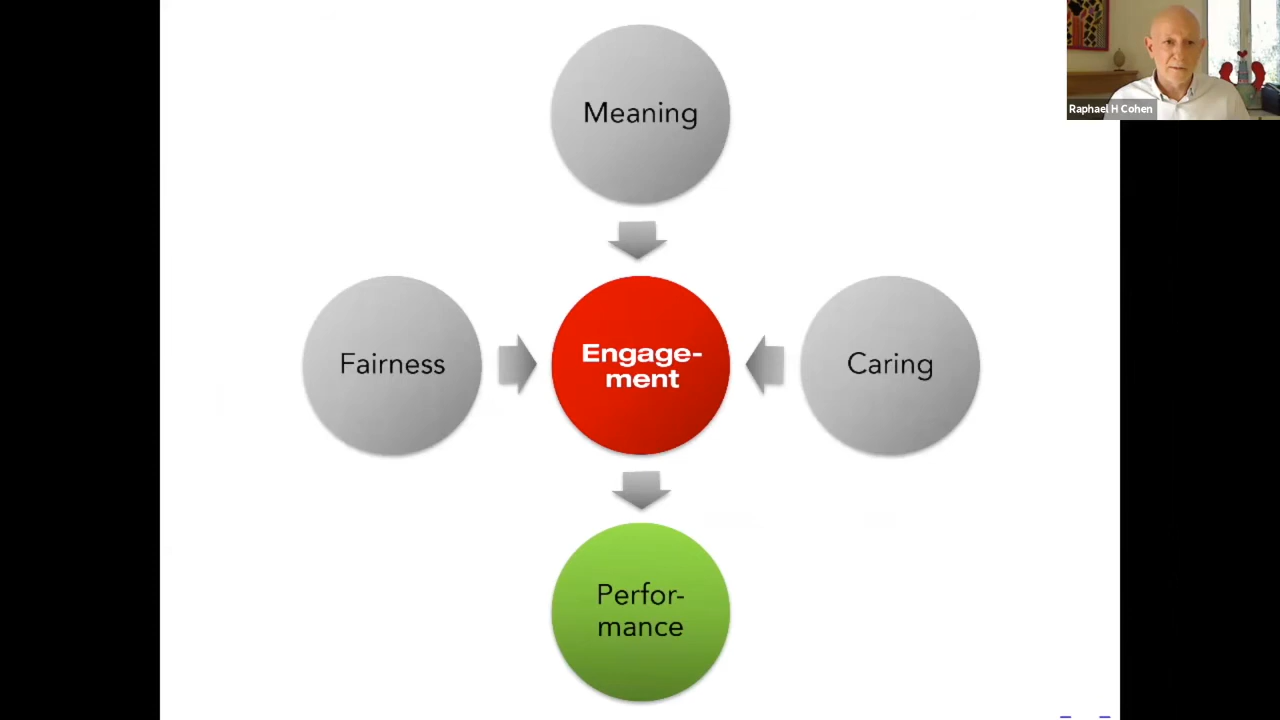 Meaning
Raphael H Cohen
Fairness
Engage-
ment
Caring
Perfor-
mance